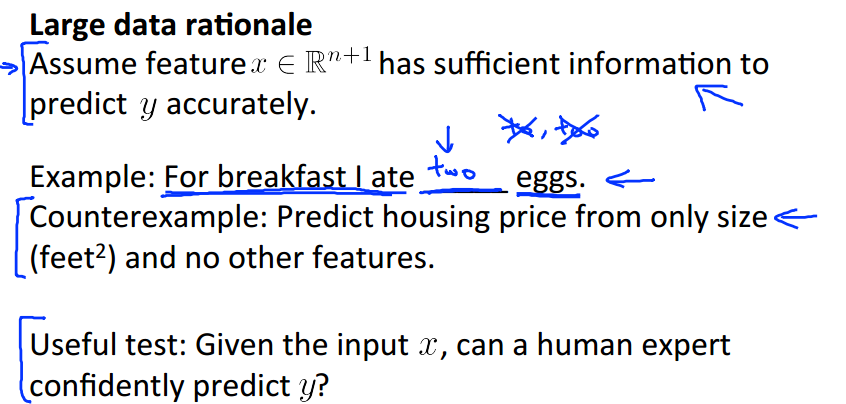 Large data rationale
Assume feature x ∈ ℝⁿ⁺¹ has sufficient information to
predict y accurately.
to, too
two
Example: For breakfast I ate ______ eggs.
Counterexample: Predict housing price from only size
(feet²) and no other features.
Useful test: Given the input x, can a human expert
confidently predict y?